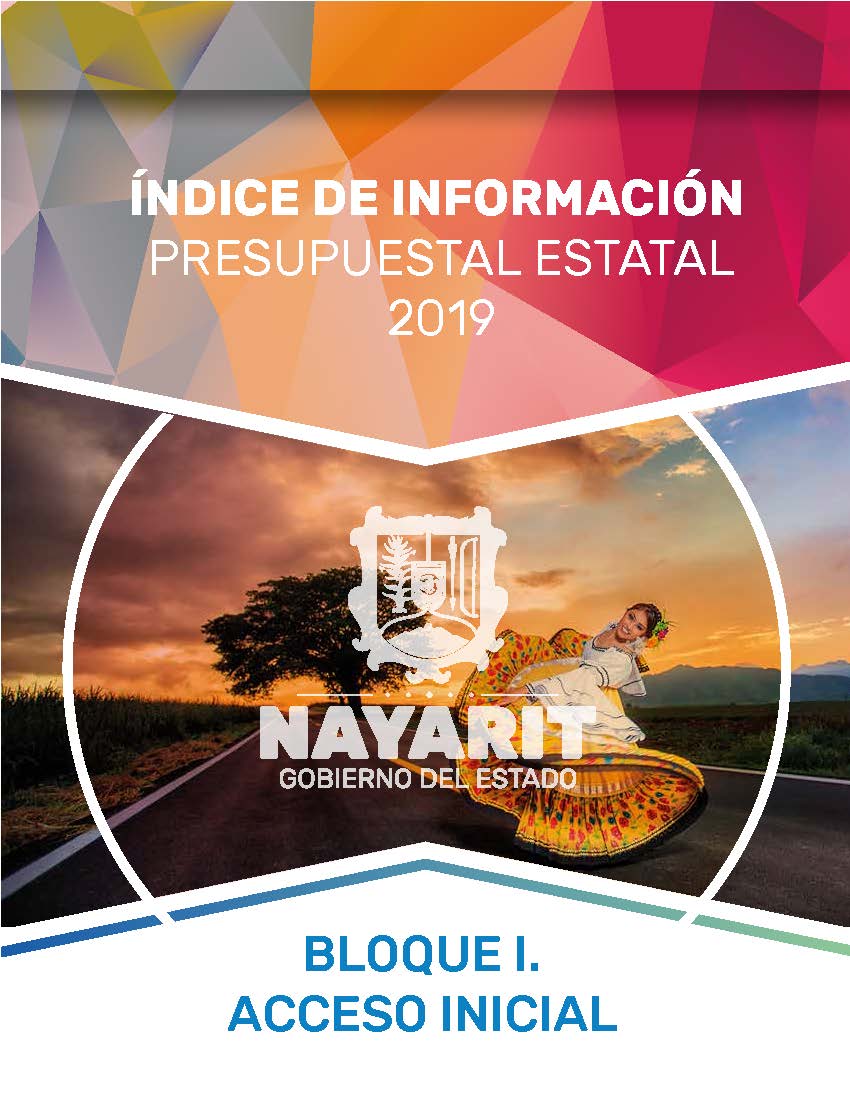 ÍNDICE DE INFORMACIÓN
PRESUPUESTAL ESTATAL
2019
NAYARIT
GOBIERNO DEL ESTADO
BLOQUE I.
ACCESO INICIAL